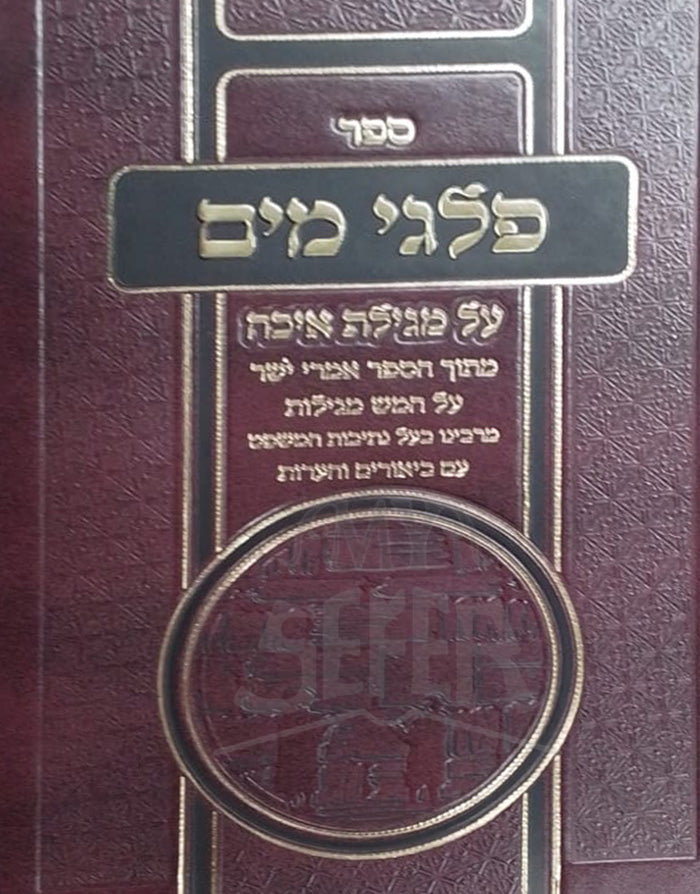 ספר
פלגי מים
על מגילת איכה
מתוך הספר אמרי ישר
על חמש מגילות
מרבינו בעל נתיבות המשפט
עם ביאורים והערות
SEFER